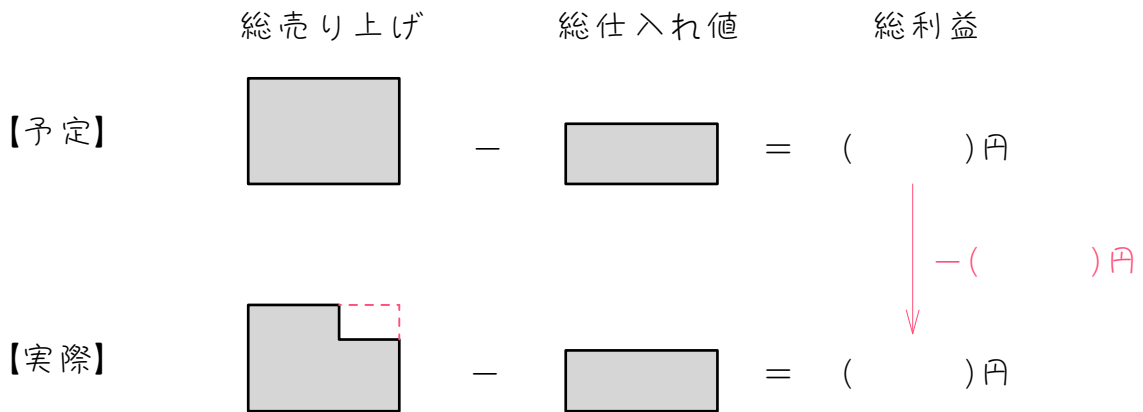 総売り上げ 総仕入れ値 総利益
【予定】 − = ( )円
−( )円
【実際】 − = ( )円